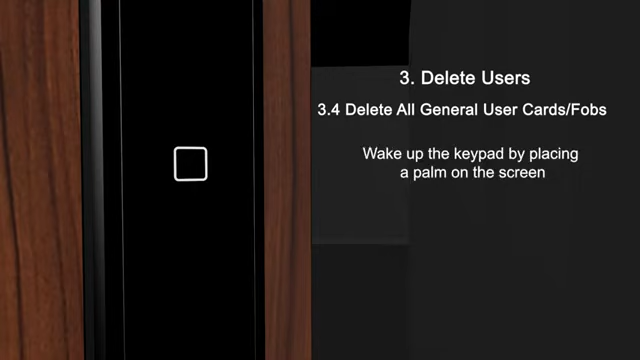 3. Delete Users
3.4 Delete All General User Cards/Fobs
Wake up the keypad by placing
a palm on the screen